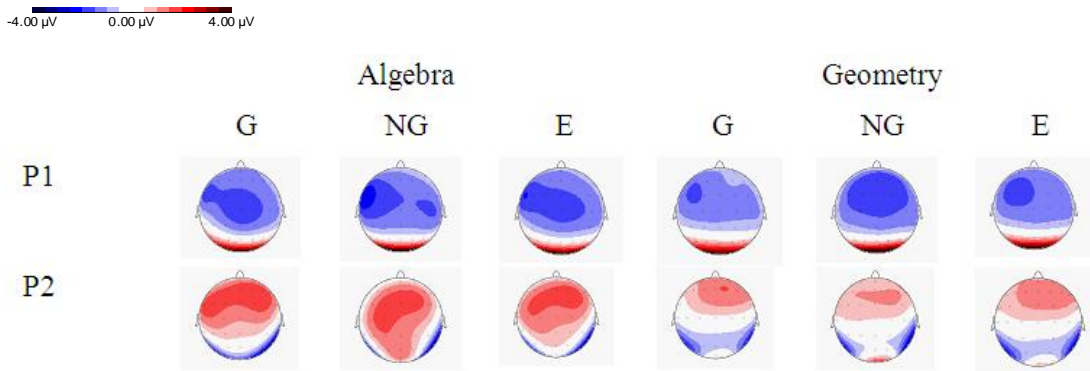 -4.00 µV 0.00 µV 4.00 µV
Algebra Geometry
G NG E G NG E
P1
P2